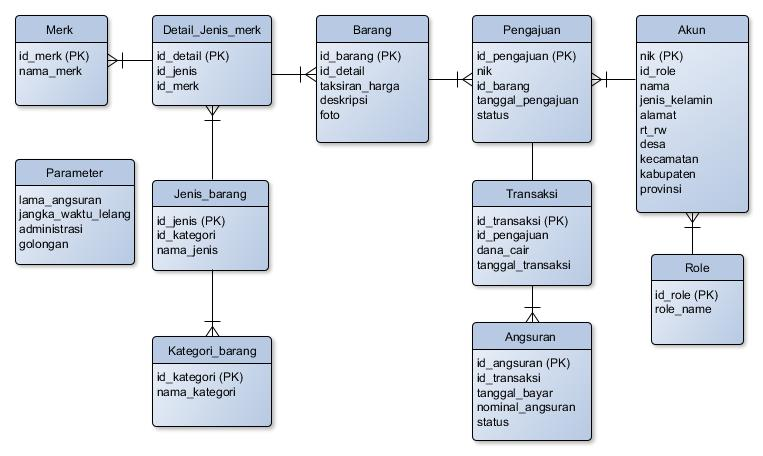 Merk
id_merk (PK)
nama_merk
Detail_Jenis_merk
id_detail (PK)
id_jenis
id_merk
Barang
id_barang (PK)
id_detail
taksiran_harga
deskripsi
foto
Pengajuan
id_pengajuan (PK)
nik
id_barang
tanggal_pengajuan
status
Akun
nik (PK)
id_role
nama
jenis_kelamin
alamat
rt_rw
desa
kecamatan
kabupaten
provinsi
Parameter
lama_angsuran
jangka_waktu_lelang
administrasi
golongan
Jenis_barang
id_jenis (PK)
id_kategori
nama_jenis
Transaksi
id_transaksi (PK)
id_pengajuan
dana_cair
tanggal_transaksi
Role
id_role (PK)
role_name
Kategori_barang
id_kategori (PK)
nama_kategori
Angsuran
id_angsuran (PK)
id_transaksi
tanggal_bayar
nominal_angsuran
status